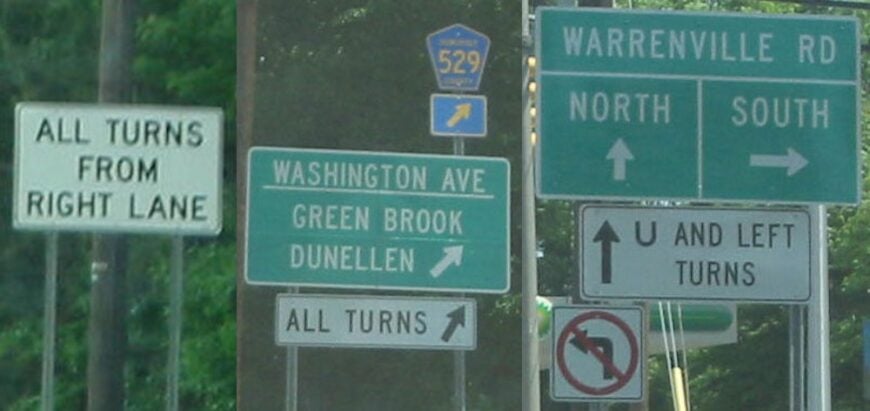 ALL TURNS
FROM
RIGHT LANE
529
COUNTY
WASHINGTON AVE
GREEN BROOK
DUNELLEN
ALL TURNS
WARRENVILLE RD
NORTH
SOUTH
U AND LEFT
TURNS